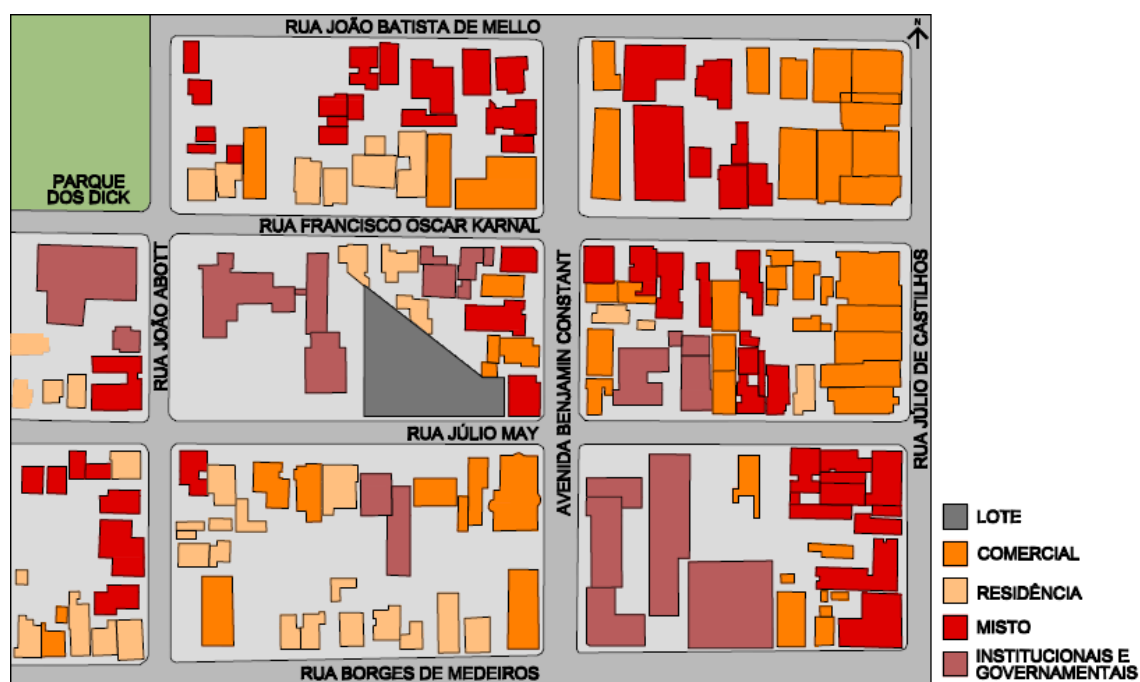 RUA JOÃO BATISTA DE MELLO
N
PARQUE
DOS DICK
RUA FRANCISCO OSCAR KARNAL
RUA JOÃO ABOTT
AVENIDA BENJAMIN CONSTANT
RUA JÚLIO DE CASTILHOS
RUA JÚLIO MAY
RUA BORGES DE MEDEIROS
LOTE
COMERCIAL
RESIDÊNCIA
MISTO
INSTITUCIONAIS E
GOVERNAMENTAIS